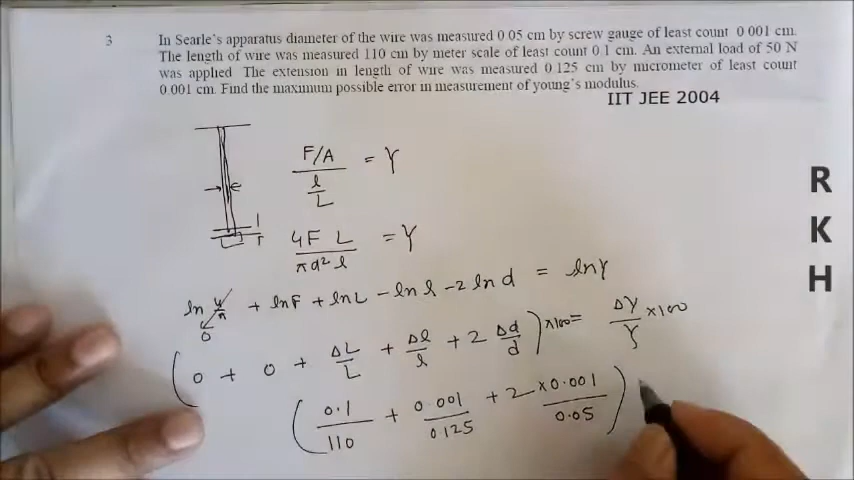 3 In Searle's apparatus diameter of the wire was measured 0.05 cm by screw gauge of least count 0.001 cm.
The length of wire was measured 110 cm by meter scale of least count 0.1 cm. An external load of 50 N
was applied. The extension in length of wire was measured 0.125 cm by micrometer of least count
0.001 cm. Find the maximum possible error in measurement of young's modulus.
IIT JEE 2004
F/A / (l/L) = Y
4F L / πd² l = Y
ln 4/π + lnF + lnL - ln l - 2 ln d = lnY
0
(0 + 0 + ΔL/L + Δl/l + 2 Δd/d) ×100 = ΔY/Y ×100
(0.1/110 + 0.001/0.125 + 2 × 0.001/0.05)
R
K
H